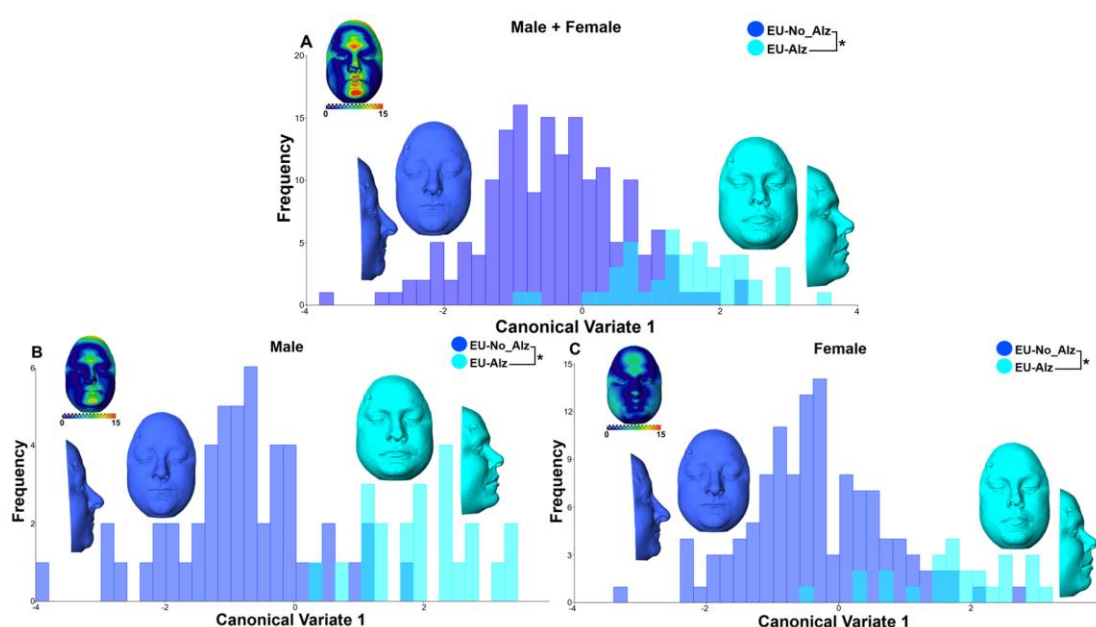 A
Male + Female
EU-No_Alz
EU-Alz
*
0 15
20
15
10
5
0
Frequency
-4 -2 0 2 4
Canonical Variate 1
B
Male
EU-No_Alz
EU-Alz
*
0 15
6
4
2
0
Frequency
-4 -2 0 2
Canonical Variate 1
C
Female
EU-No_Alz
EU-Alz
*
0 15
15
12
9
6
3
0
Frequency
-4 -2 0 2
Canonical Variate 1